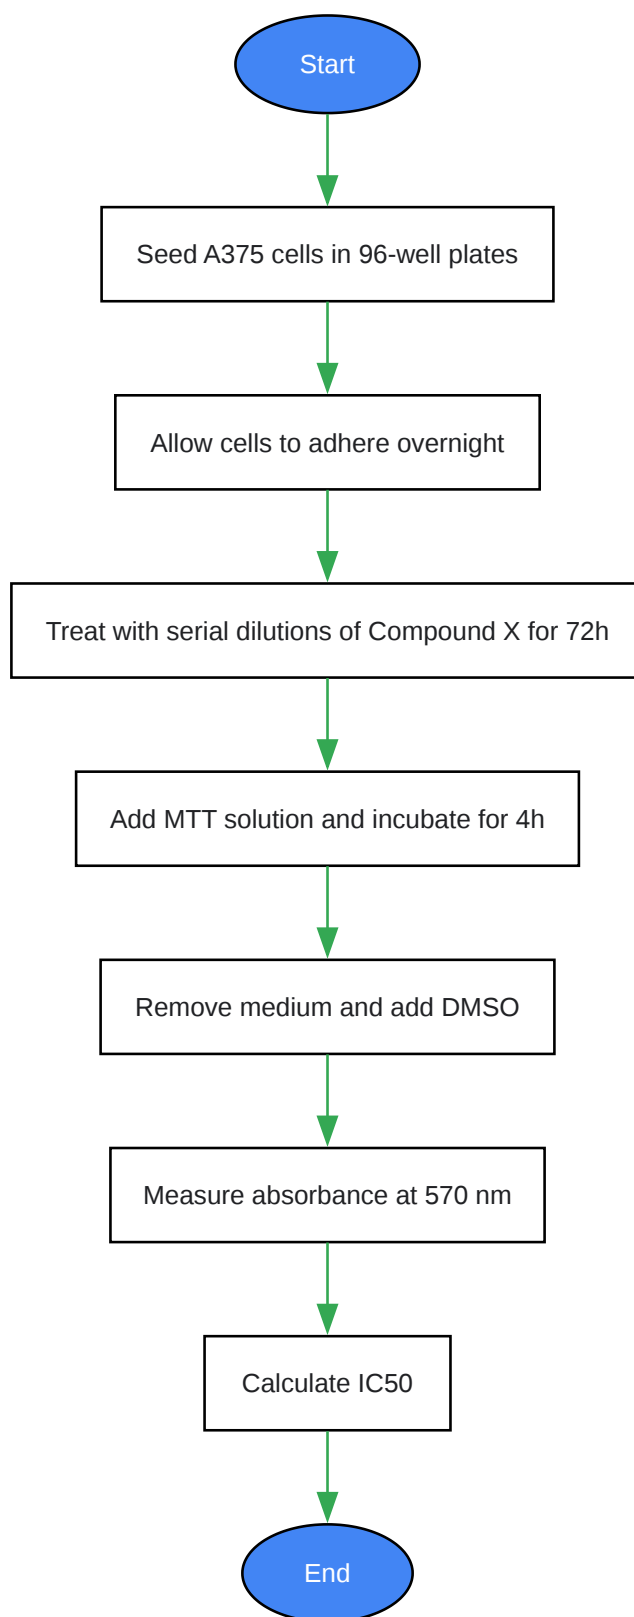 Start
Seed A375 cells in 96-well plates
Allow cells to adhere overnight
Treat with serial dilutions of Compound X for 72h
Add MTT solution and incubate for 4h
Remove medium and add DMSO
Measure absorbance at 570 nm
Calculate IC50
End